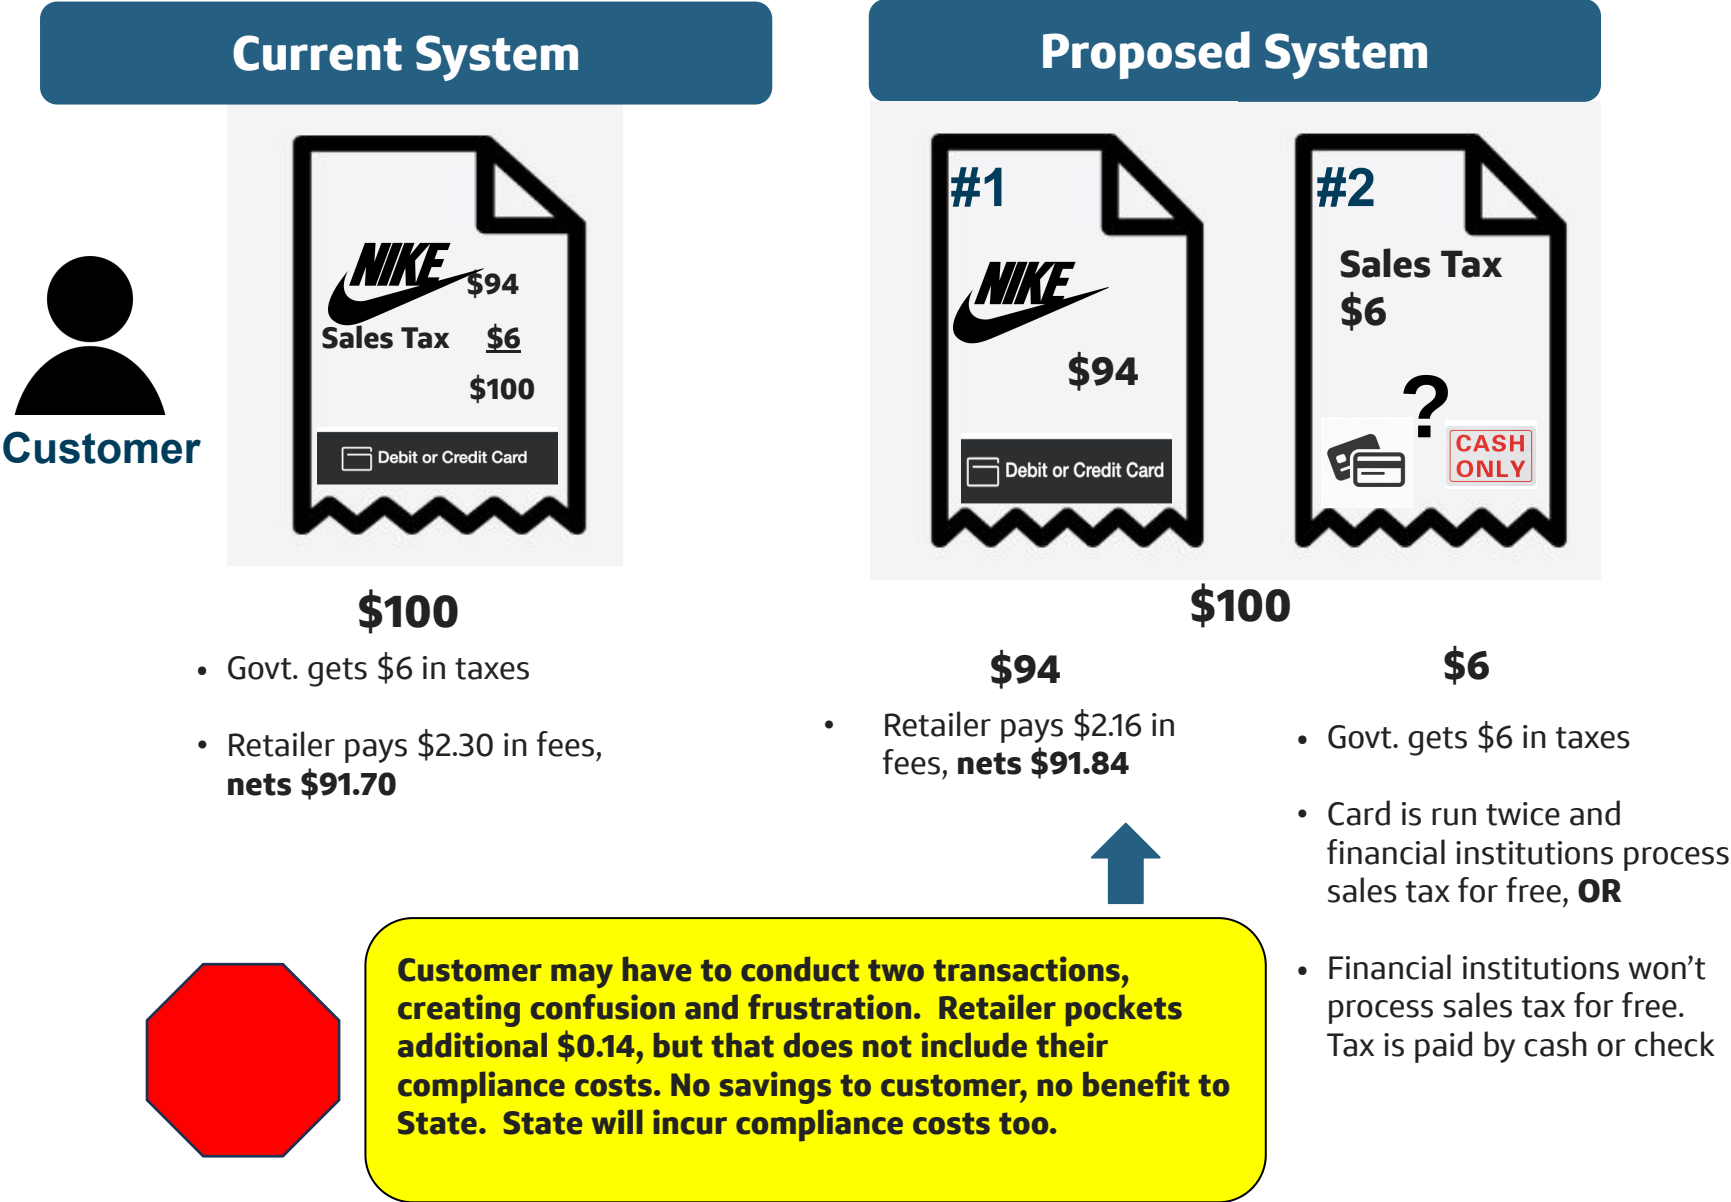 Current System
NIKE
$94
Sales Tax $6
$100
Debit or Credit Card
Customer
$100
• Govt. gets $6 in taxes
• Retailer pays $2.30 in fees,
nets $91.70
Proposed System
#1
NIKE
$94
Debit or Credit Card
#2
Sales Tax
$6
?
CASH
ONLY
$100
$94
• Retailer pays $2.16 in
fees, nets $91.84
$6
• Govt. gets $6 in taxes
• Card is run twice and
financial institutions process
sales tax for free, OR
• Financial institutions won’t
process sales tax for free.
Tax is paid by cash or check
Customer may have to conduct two transactions,
creating confusion and frustration.  Retailer pockets
additional $0.14, but that does not include their
compliance costs. No savings to customer, no benefit to
State.  State will incur compliance costs too.